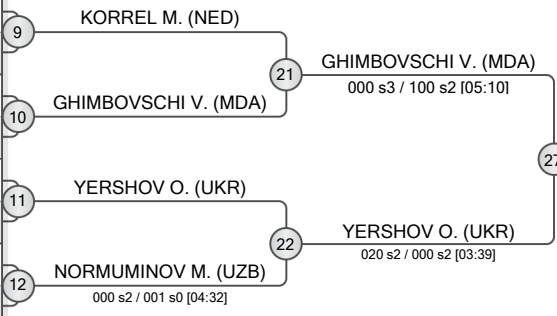 KORREL M. (NED)
9
21
GHIMBOVSCHI V. (MDA)
000 s3 / 100 s2 [05:10]
GHIMBOVSCHI V. (MDA)
10
27
YERSHOV O. (UKR)
11
22
YERSHOV O. (UKR)
020 s2 / 000 s2 [03:39]
NORMUMINOV M. (UZB)
12
000 s2 / 001 s0 [04:32]